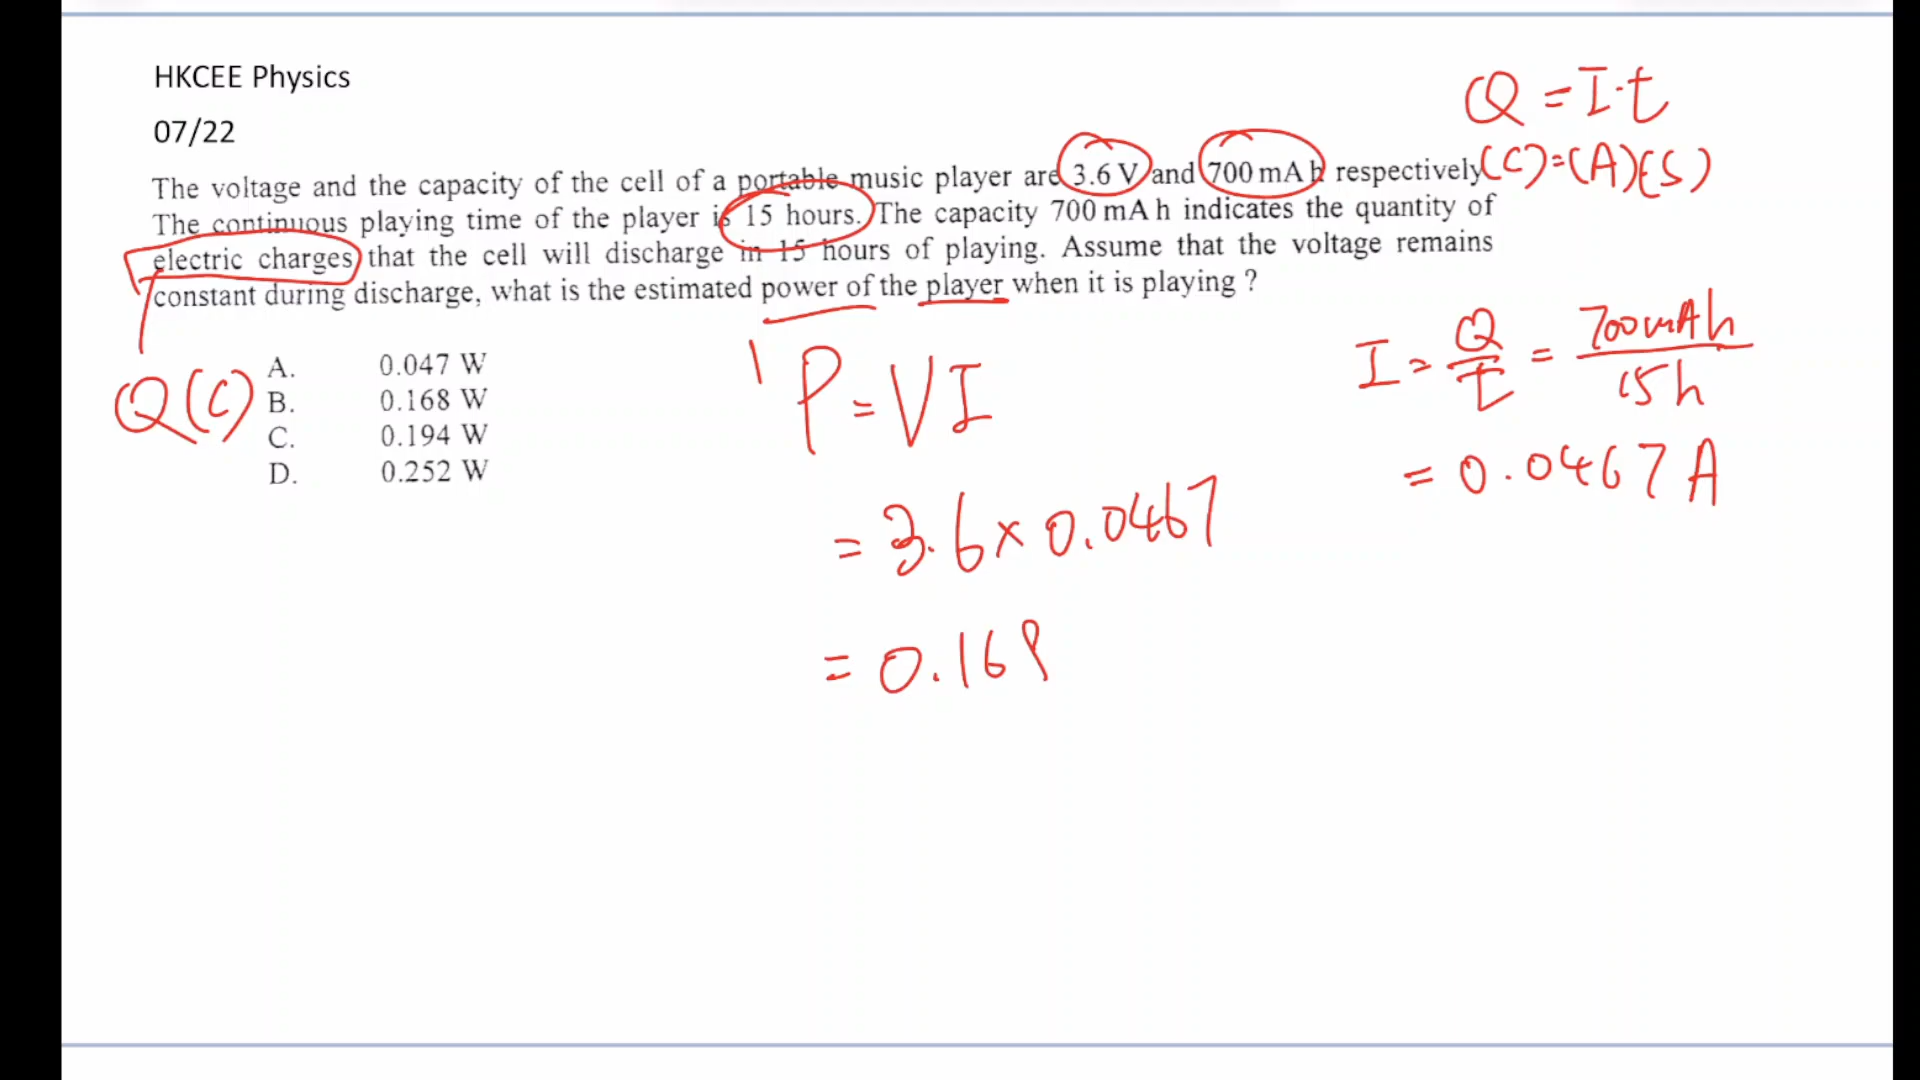 HKCEE Physics
07/22
The voltage and the capacity of the cell of a portable music player are 3.6 V and 700 mA h respectively
The continuous playing time of the player is 15 hours. The capacity 700 mA h indicates the quantity of
electric charges that the cell will discharge in 15 hours of playing. Assume that the voltage remains
constant during discharge, what is the estimated power of the player when it is playing ?
A. 0.047 W
B. 0.168 W
C. 0.194 W
D. 0.252 W
Q = I·t
(C)=(A)(S)
Q(C)
P = VI
= 3.6 × 0.0467
= 0.168
I = Q/t = 700mAh/15h
= 0.0467 A